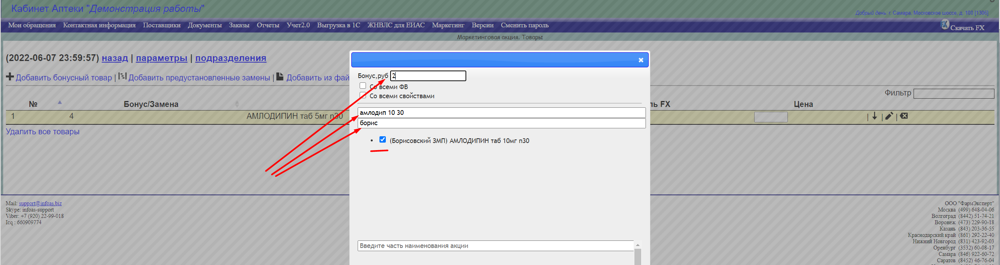 Кабинет Аптеки "Демонстрация работы"
Добрый день: г. Самара, Московское шоссе, д. 100 [1306]
Мои обращения Контактная информация Поставщики Документы Заказы Отчеты Учет2.0 Выгрузка в 1С ЖНВЛС для ЕИАС Маркетинг Версии Сменить пароль
FX Скачать FX
Маркетинговая акция. Товары
(2022-06-07 23:59:57) назад | параметры | подразделения
Добавить бонусный товар | Добавить предустановленные замены | Добавить из фай
Фильтр
№ Бонус/Замена ль FX Цена
1 4 АМЛОДИПИН таб 5мг n30 | | |
Удалить все товары
Бонус,руб 2
Со всеми ФВ
Со всеми свойствами
амлодип 10 30
борис
(Борисовский ЗМП) АМЛОДИПИН таб 10мг n30
Введите часть наименования акции
Mail: support@infoas.biz
Skype: infoas-support
Viber: +7 (920) 22-99-018
Icq : 660909774
ООО "ФармЭксперт"
Москва (499) 648-04-06
Волгоград (8442) 51-74-21
Воронеж (473) 229-90-18
Казань (843) 203-36-55
Краснодарский край (861) 292-22-40
Нижний Новгород (831) 423-92-03
Оренбург (3532) 60-08-17
Самара (846) 922-60-72
Саратов (8452) 46-76-04